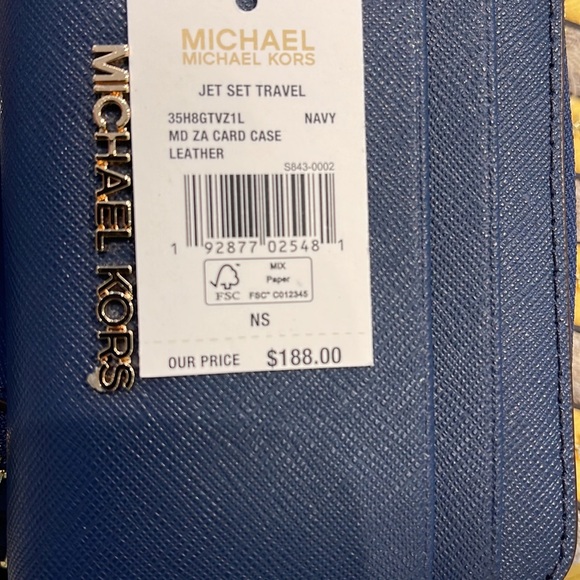 MICHAEL
MICHAEL KORS
JET SET TRAVEL
35H8GTVZ1L NAVY
MD ZA CARD CASE
LEATHER
S843-0002
1 92877 02548 1
FSC
MIX
Paper
FSC® C012345
NS
OUR PRICE $188.00
MICHAEL KORS